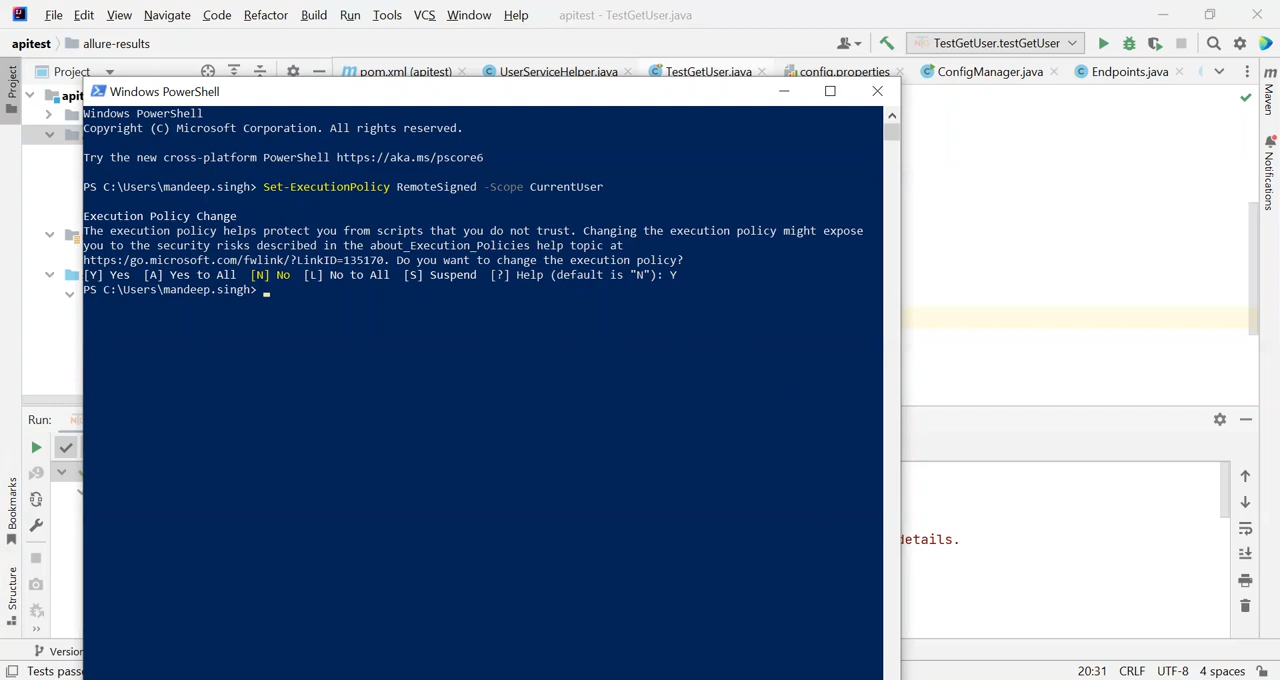 File Edit View Navigate Code Refactor Build Run Tools VCS Window Help apitest - TestGetUser.java
apitest allure-results TestGetUser.testGetUser
Project pom.xml (apitest) UserServiceHelper.java TestGetUser.java config.properties ConfigManager.java Endpoints.java
Project
Maven
Notifications
Bookmarks
Structure
Windows PowerShell
Windows PowerShell
Copyright (C) Microsoft Corporation. All rights reserved.
Try the new cross-platform PowerShell https://aka.ms/pscore6
PS C:\Users\mandeep.singh> Set-ExecutionPolicy RemoteSigned -Scope CurrentUser
Execution Policy Change
The execution policy helps protect you from scripts that you do not trust. Changing the execution policy might expose
you to the security risks described in the about_Execution_Policies help topic at
https:/go.microsoft.com/fwlink/?LinkID=135170. Do you want to change the execution policy?
[Y] Yes [A] Yes to All [N] No [L] No to All [S] Suspend [?] Help (default is "N"): Y
PS C:\Users\mandeep.singh>
Run:
details.
20:31 CRLF UTF-8 4 spaces